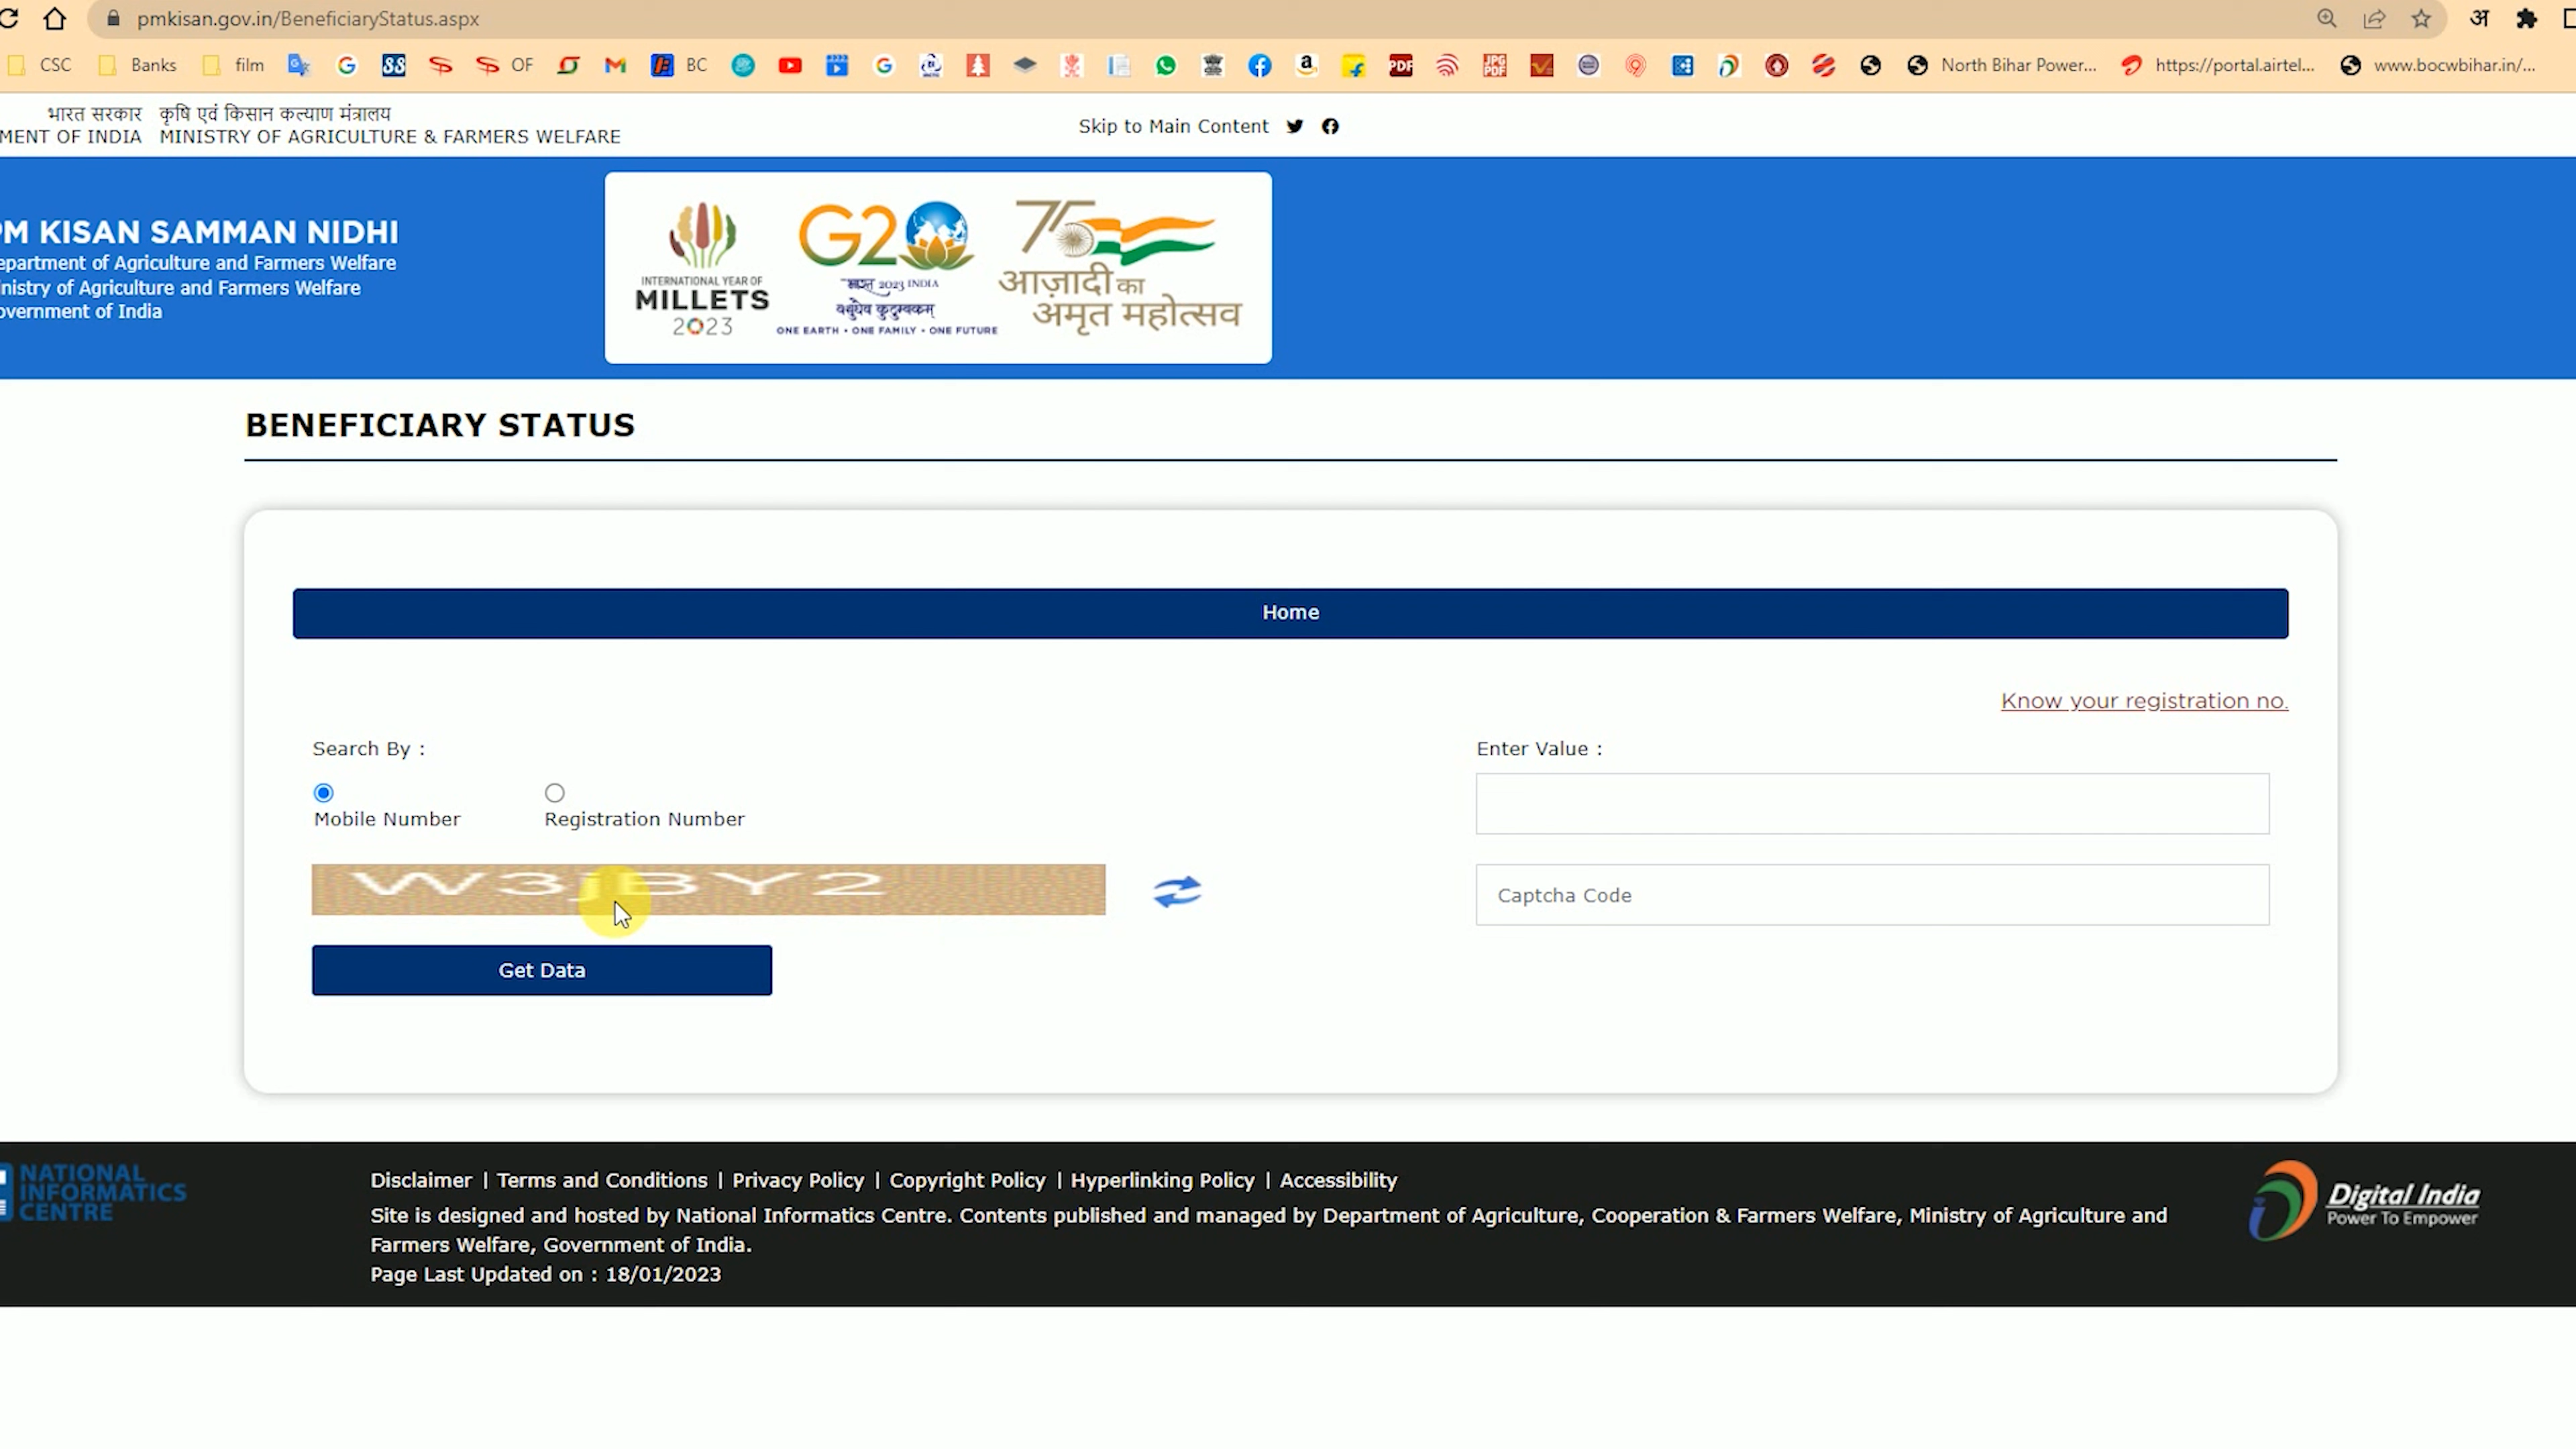 pmkisan.gov.in/BeneficiaryStatus.aspx
अ
CSC Banks film OF BC North Bihar Power... https://portal.airtel... www.bocwbihar.in/...
भारत सरकार कृषि एवं किसान कल्याण मंत्रालय
MENT OF INDIA MINISTRY OF AGRICULTURE & FARMERS WELFARE
Skip to Main Content
PM KISAN SAMMAN NIDHI
epartment of Agriculture and Farmers Welfare
inistry of Agriculture and Farmers Welfare
overnment of India
INTERNATIONAL YEAR OF
MILLETS
2023
G20
भारत 2023 INDIA
वसुधैव कुटुम्बकम्
ONE EARTH • ONE FAMILY • ONE FUTURE
75
आज़ादी का
अमृत महोत्सव
BENEFICIARY STATUS
Home
Know your registration no.
Search By :
Enter Value :
Mobile Number Registration Number
W3jBY2
Captcha Code
Get Data
NATIONAL
INFORMATICS
CENTRE
Disclaimer | Terms and Conditions | Privacy Policy | Copyright Policy | Hyperlinking Policy | Accessibility
Site is designed and hosted by National Informatics Centre. Contents published and managed by Department of Agriculture, Cooperation & Farmers Welfare, Ministry of Agriculture and
Farmers Welfare, Government of India.
Page Last Updated on : 18/01/2023
Digital India
Power To Empower